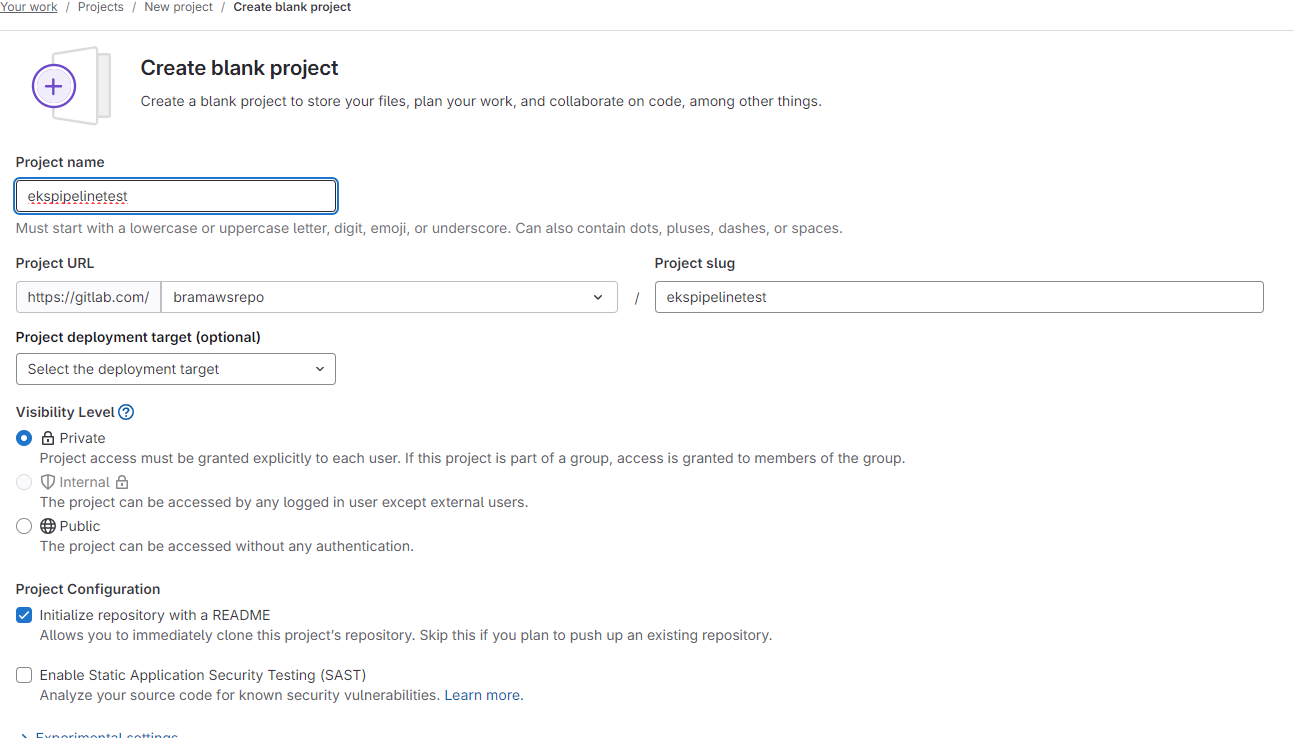 Your work / Projects / New project / Create blank project
Create blank project
Create a blank project to store your files, plan your work, and collaborate on code, among other things.
Project name
ekspipelinetest
Must start with a lowercase or uppercase letter, digit, emoji, or underscore. Can also contain dots, pluses, dashes, or spaces.
Project URL
Project slug
https://gitlab.com/ bramawsrepo / ekspipelinetest
Project deployment target (optional)
Select the deployment target
Visibility Level
Private
Project access must be granted explicitly to each user. If this project is part of a group, access is granted to members of the group.
Internal
The project can be accessed by any logged in user except external users.
Public
The project can be accessed without any authentication.
Project Configuration
Initialize repository with a README
Allows you to immediately clone this project's repository. Skip this if you plan to push up an existing repository.
Enable Static Application Security Testing (SAST)
Analyze your source code for known security vulnerabilities. Learn more.
Experimental settings